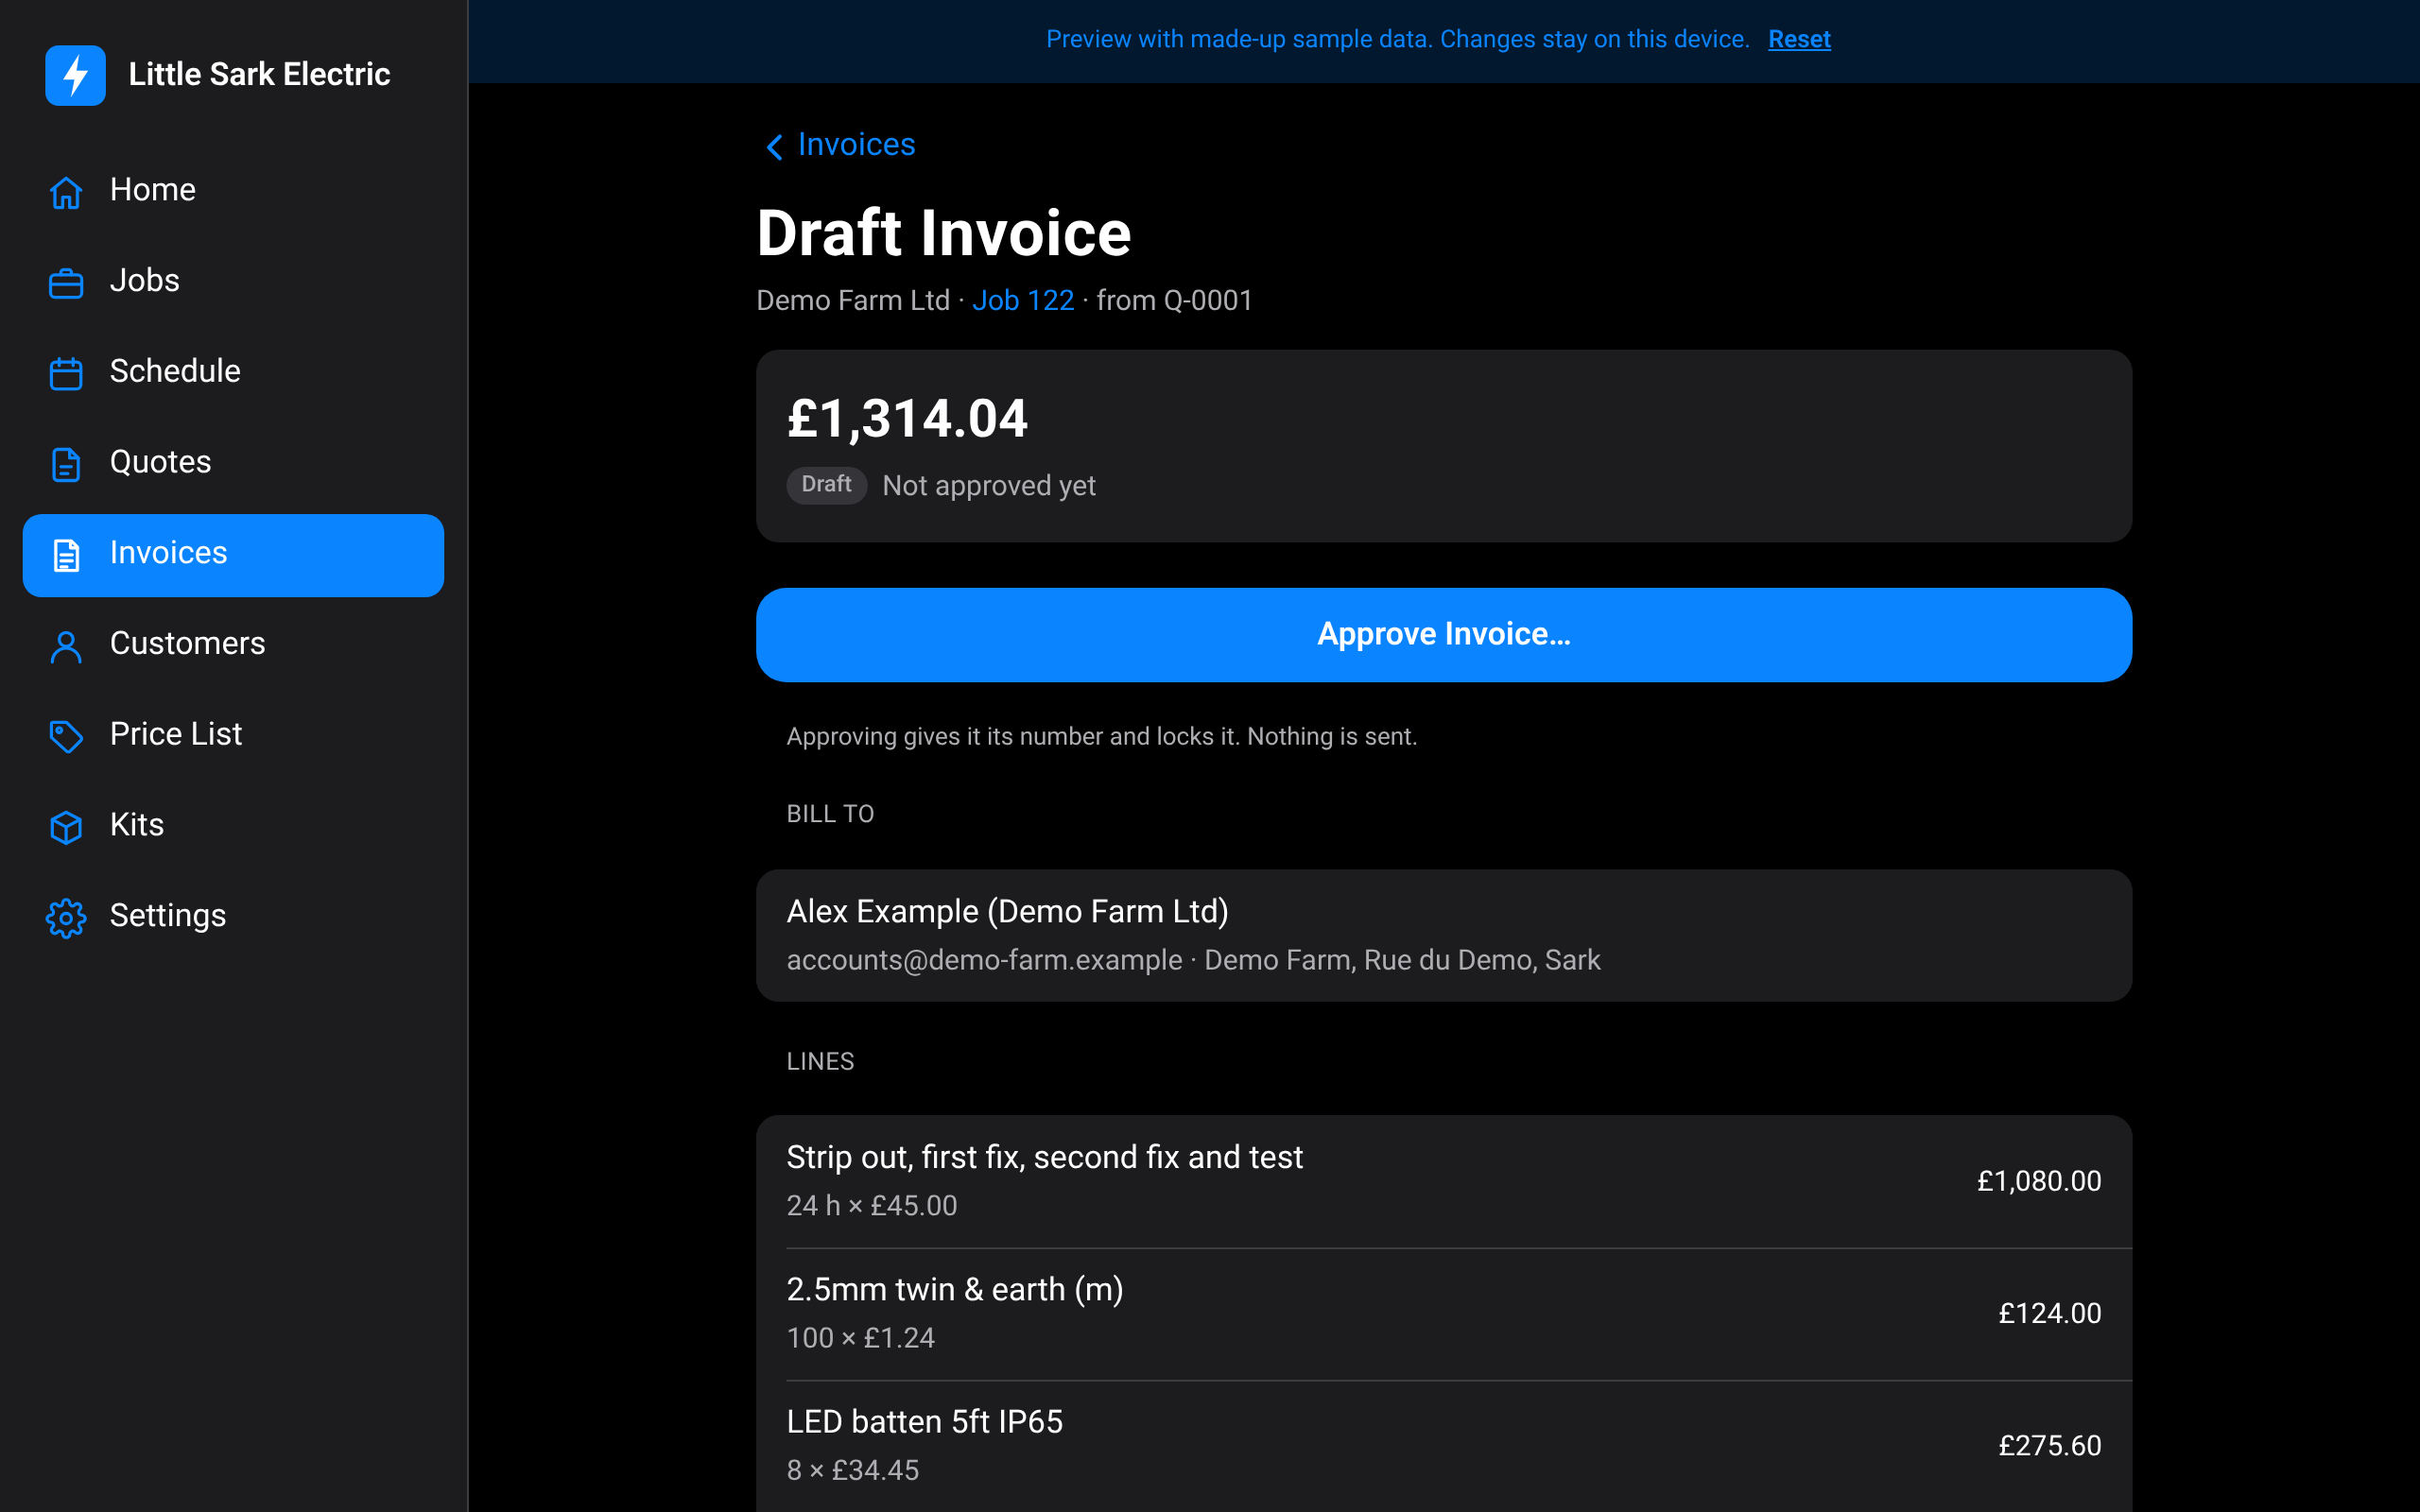 Little Sark Electric
Home
Jobs
Schedule
Quotes
Invoices
Customers
Price List
Kits
Settings
Preview with made-up sample data. Changes stay on this device. Reset
Invoices
Draft Invoice
Demo Farm Ltd · Job 122 · from Q-0001
£1,314.04
Draft Not approved yet
Approve Invoice…
Approving gives it its number and locks it. Nothing is sent.
BILL TO
Alex Example (Demo Farm Ltd)
accounts@demo-farm.example · Demo Farm, Rue du Demo, Sark
LINES
Strip out, first fix, second fix and test
24 h × £45.00
£1,080.00
2.5mm twin & earth (m)
100 × £1.24
£124.00
LED batten 5ft IP65
8 × £34.45
£275.60